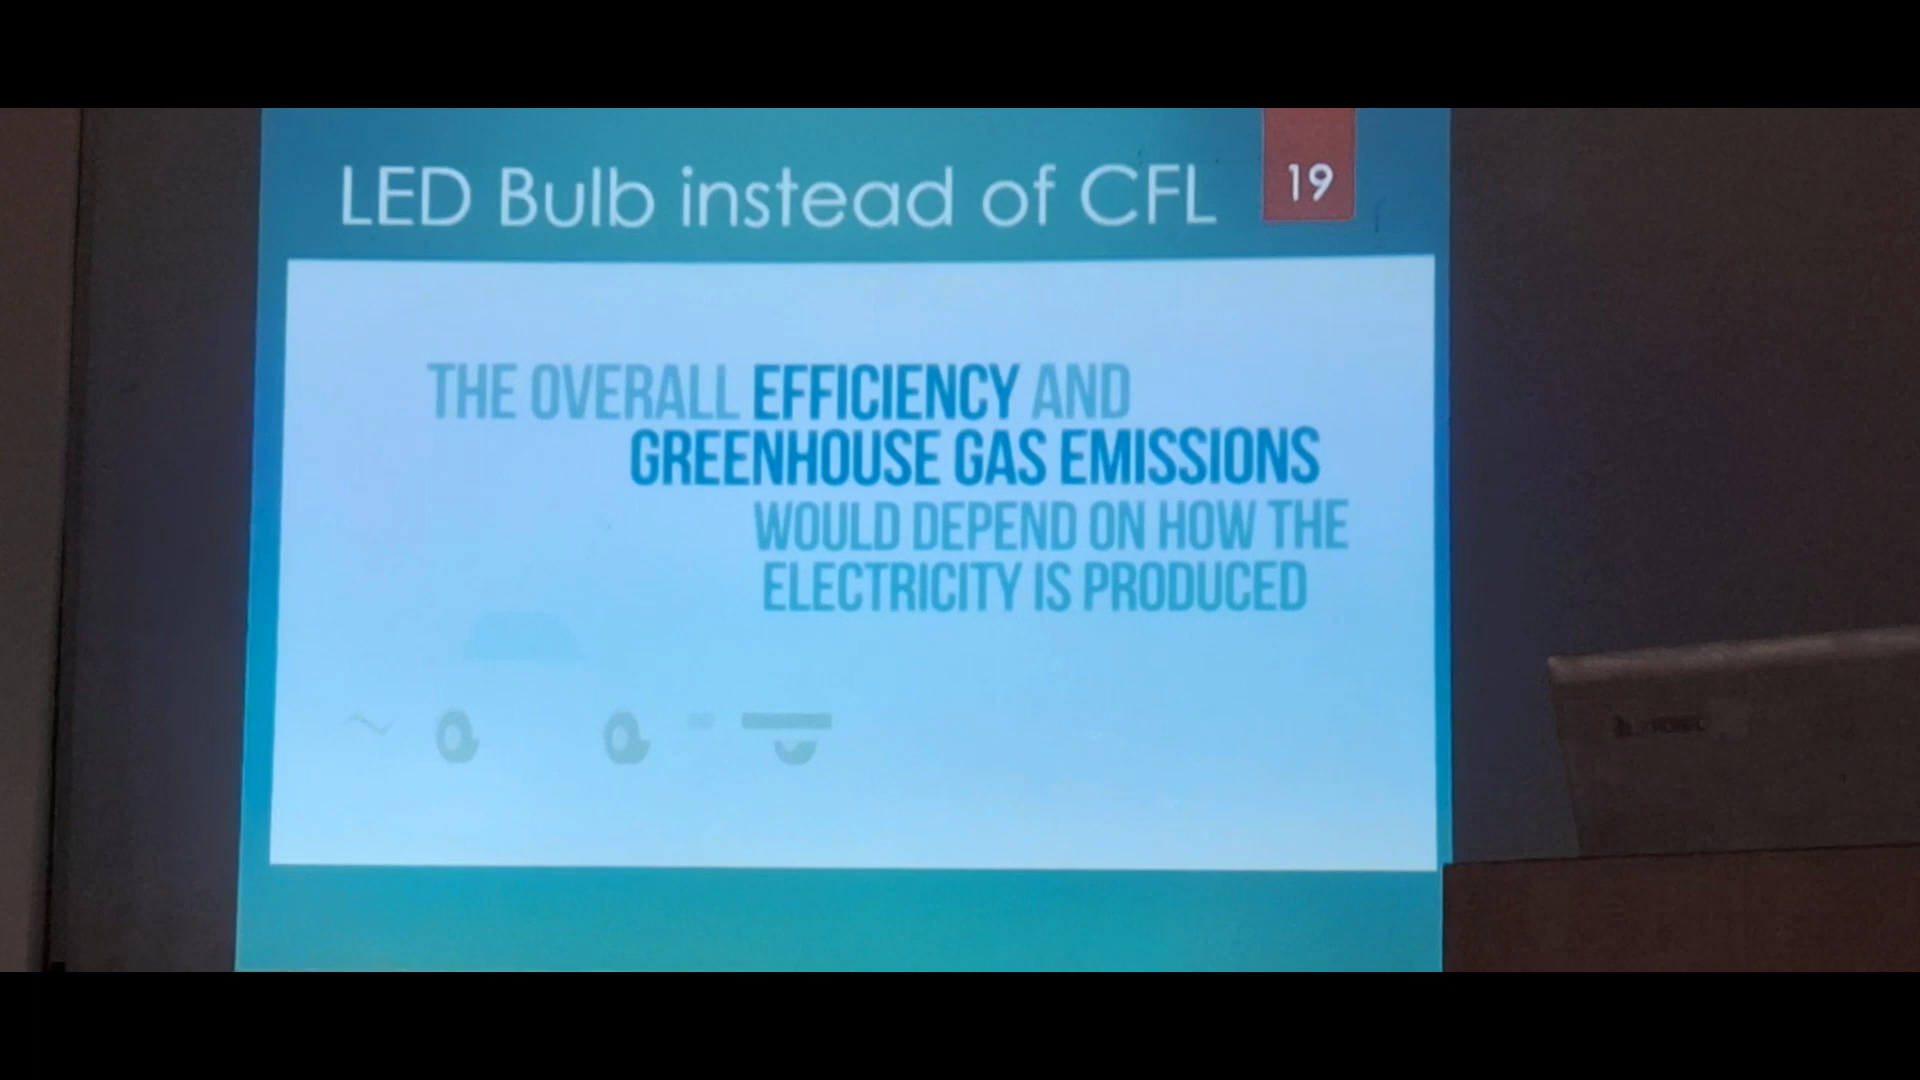 LED Bulb instead of CFL
19
THE OVERALL EFFICIENCY AND
GREENHOUSE GAS EMISSIONS
WOULD DEPEND ON HOW THE
ELECTRICITY IS PRODUCED